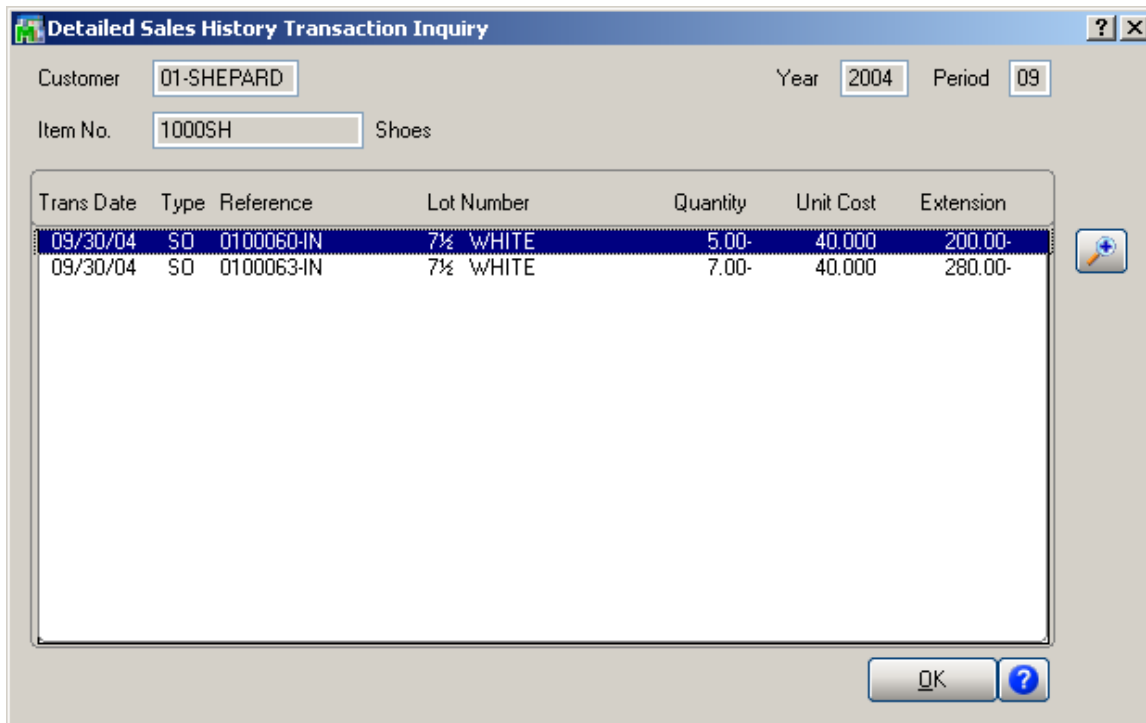 Detailed Sales History Transaction Inquiry ? X
Customer 01-SHEPARD Year 2004 Period 09
Item No. 1000SH Shoes
Trans Date Type Reference Lot Number Quantity Unit Cost Extension
09/30/04 SO 0100060-IN 7½ WHITE 5.00- 40.000 200.00-
09/30/04 SO 0100063-IN 7½ WHITE 7.00- 40.000 280.00-
OK ?